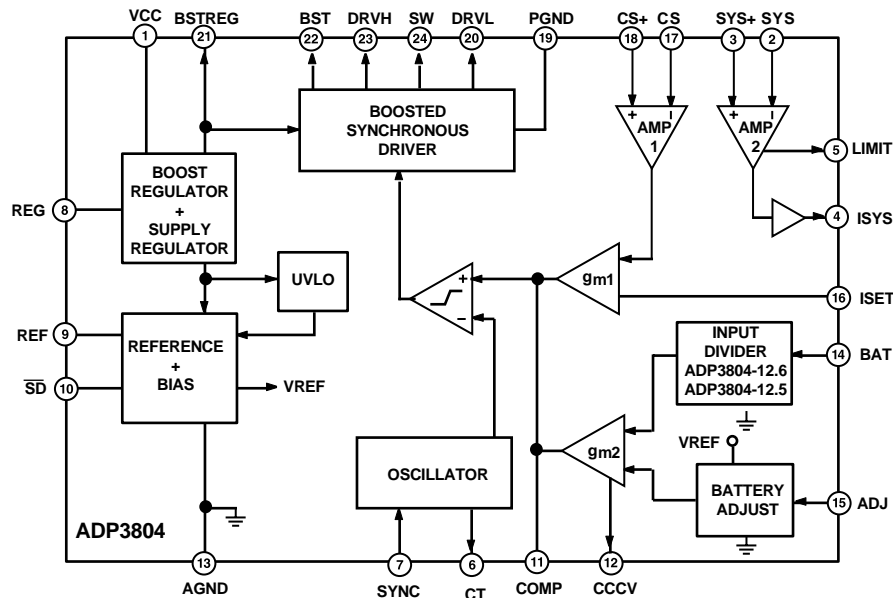 VCC BSTREG BST DRVH SW DRVL PGND CS+ CS SYS+ SYS
1 21 22 23 24 20 19 18 17 3 2
BOOSTED
SYNCHRONOUS
DRIVER
+ –
AMP
1
+ –
AMP
2
5 LIMIT
4 ISYS
BOOST
REGULATOR
+
SUPPLY
REGULATOR
REG 8
UVLO
+
–
gm1
16 ISET
REF 9
SD 10
REFERENCE
+
BIAS
VREF
INPUT
DIVIDER
ADP3804-12.6
ADP3804-12.5
14 BAT
gm2
VREF
OSCILLATOR
BATTERY
ADJUST
15 ADJ
ADP3804
13 7 6 11 12
AGND SYNC CT COMP CCCV